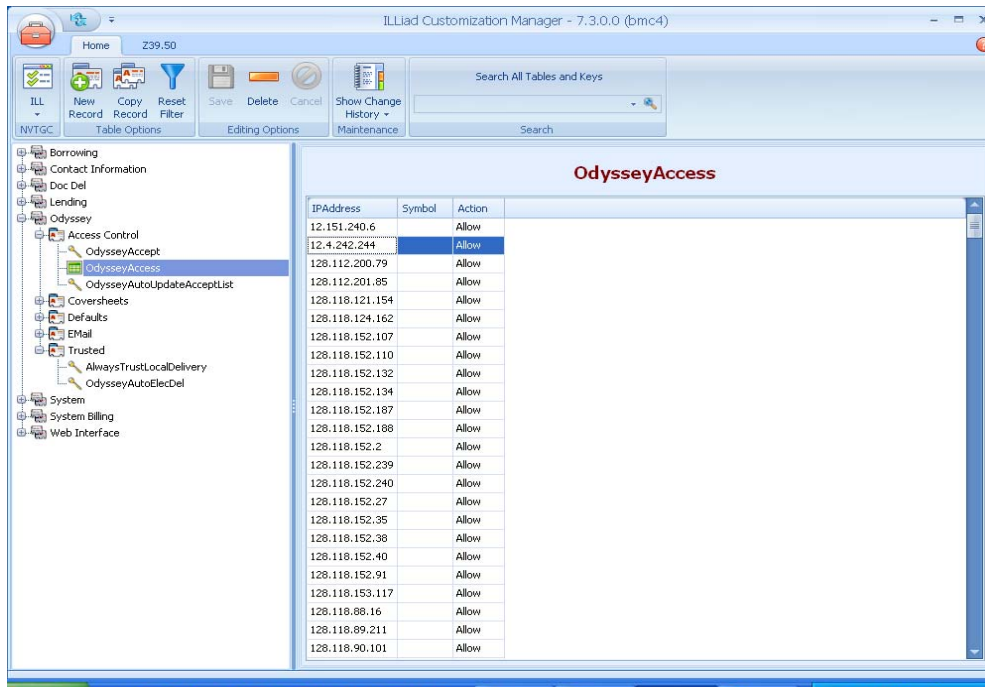 ILLiad Customization Manager - 7.3.0.0 (bmc4)
Home Z39.50
ILL New Record Copy Record Reset Filter Save Delete Cancel Show Change History Search All Tables and Keys
NVTGC Table Options Editing Options Maintenance Search
Borrowing
Contact Information
Doc Del
Lending
Odyssey
Access Control
OdysseyAccept
OdysseyAccess
OdysseyAutoUpdateAcceptList
Coversheets
Defaults
EMail
Trusted
AlwaysTrustLocalDelivery
OdysseyAutoElecDel
System
System Billing
Web Interface
OdysseyAccess
IPAddress Symbol Action
12.151.240.6 Allow
12.4.242.244 Allow
128.112.200.79 Allow
128.112.201.85 Allow
128.118.121.154 Allow
128.118.124.162 Allow
128.118.152.107 Allow
128.118.152.110 Allow
128.118.152.132 Allow
128.118.152.134 Allow
128.118.152.187 Allow
128.118.152.188 Allow
128.118.152.2 Allow
128.118.152.239 Allow
128.118.152.240 Allow
128.118.152.27 Allow
128.118.152.35 Allow
128.118.152.38 Allow
128.118.152.40 Allow
128.118.152.91 Allow
128.118.153.117 Allow
128.118.88.16 Allow
128.118.89.211 Allow
128.118.90.101 Allow